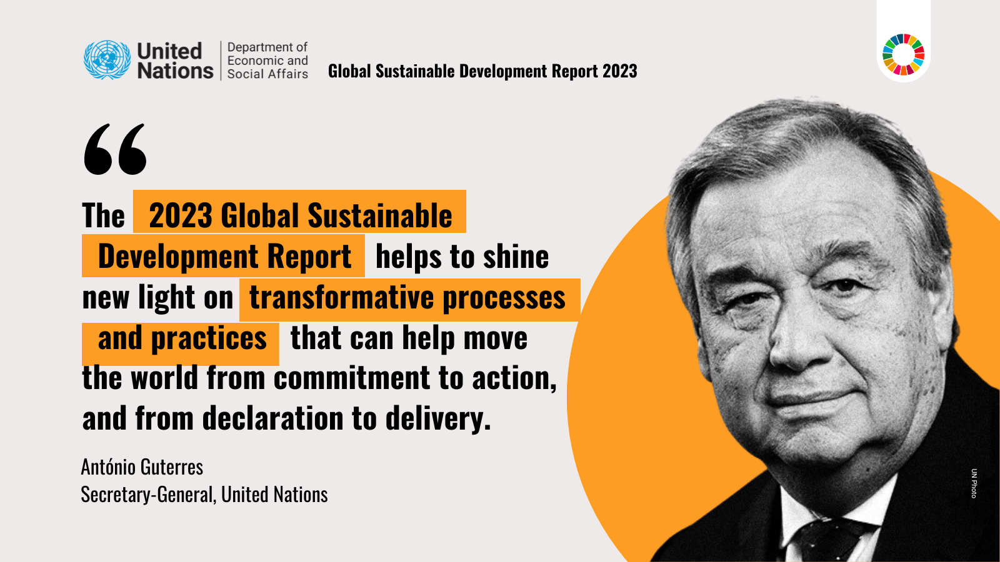 United
Nations
Department of
Economic and
Social Affairs
Global Sustainable Development Report 2023
“
The 2023 Global Sustainable
Development Report helps to shine
new light on transformative processes
and practices that can help move
the world from commitment to action,
and from declaration to delivery.
António Guterres
Secretary-General, United Nations
UN Photo